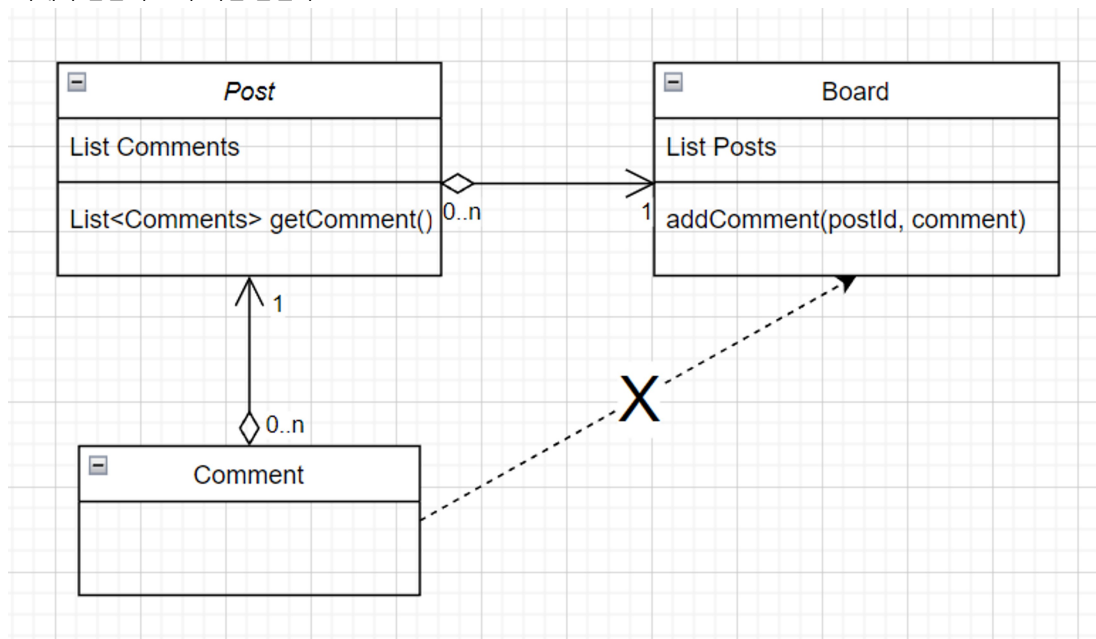 Post
List Comments
List<Comments> getComment()
Board
List Posts
addComment(postId, comment)
0..n
1
1
X
0..n
Comment